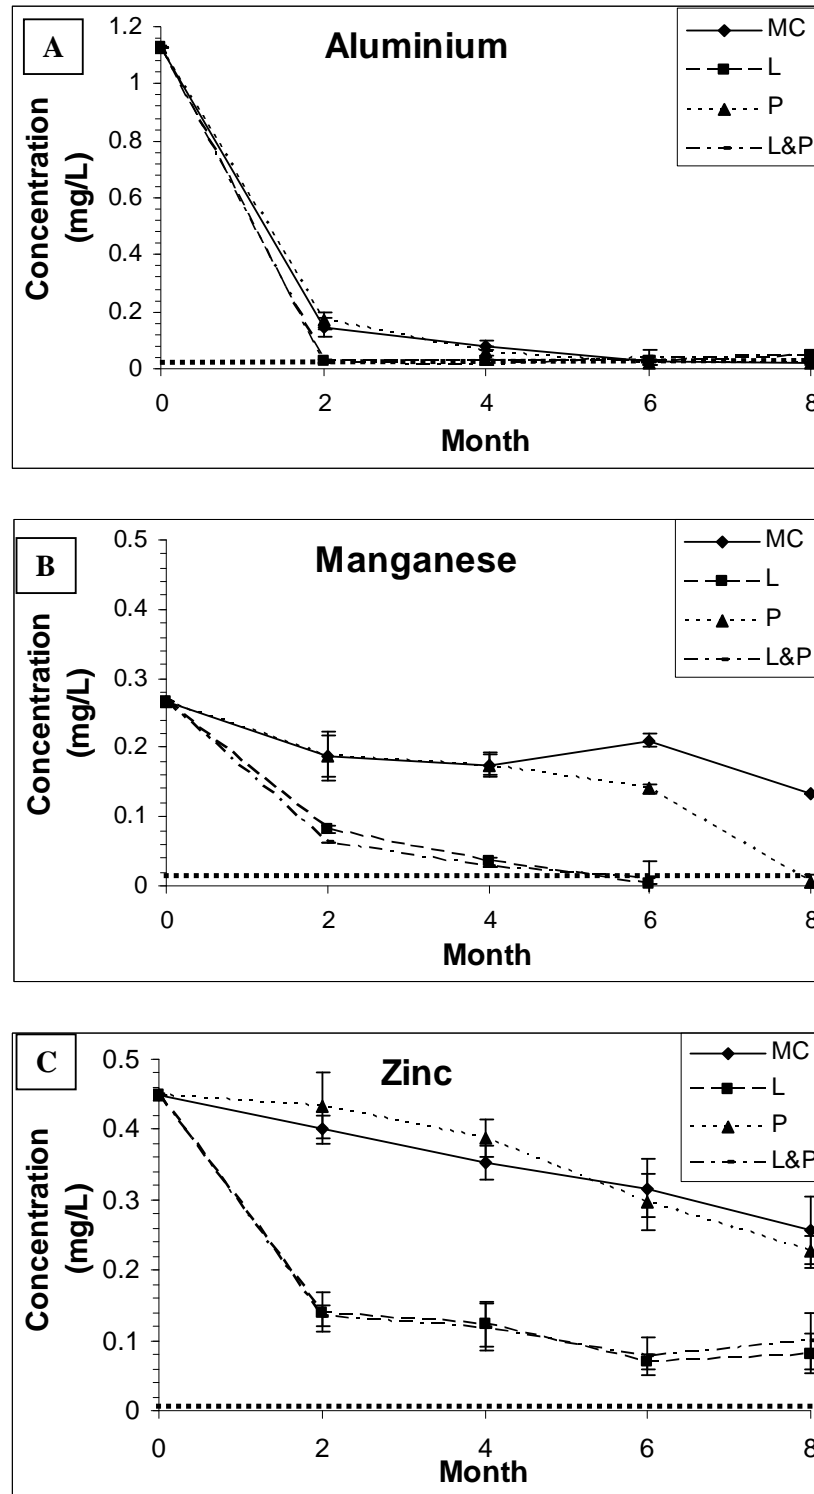 A
Aluminium
MC
L
P
L&P
Concentration
(mg/L)
1.2
1
0.8
0.6
0.4
0.2
0
0 2 4 6 8
Month
B
Manganese
MC
L
P
L&P
Concentration
(mg/L)
0.5
0.4
0.3
0.2
0.1
0
0 2 4 6 8
Month
C
Zinc
MC
L
P
L&P
Concentration
(mg/L)
0.5
0.4
0.3
0.2
0.1
0
0 2 4 6 8
Month